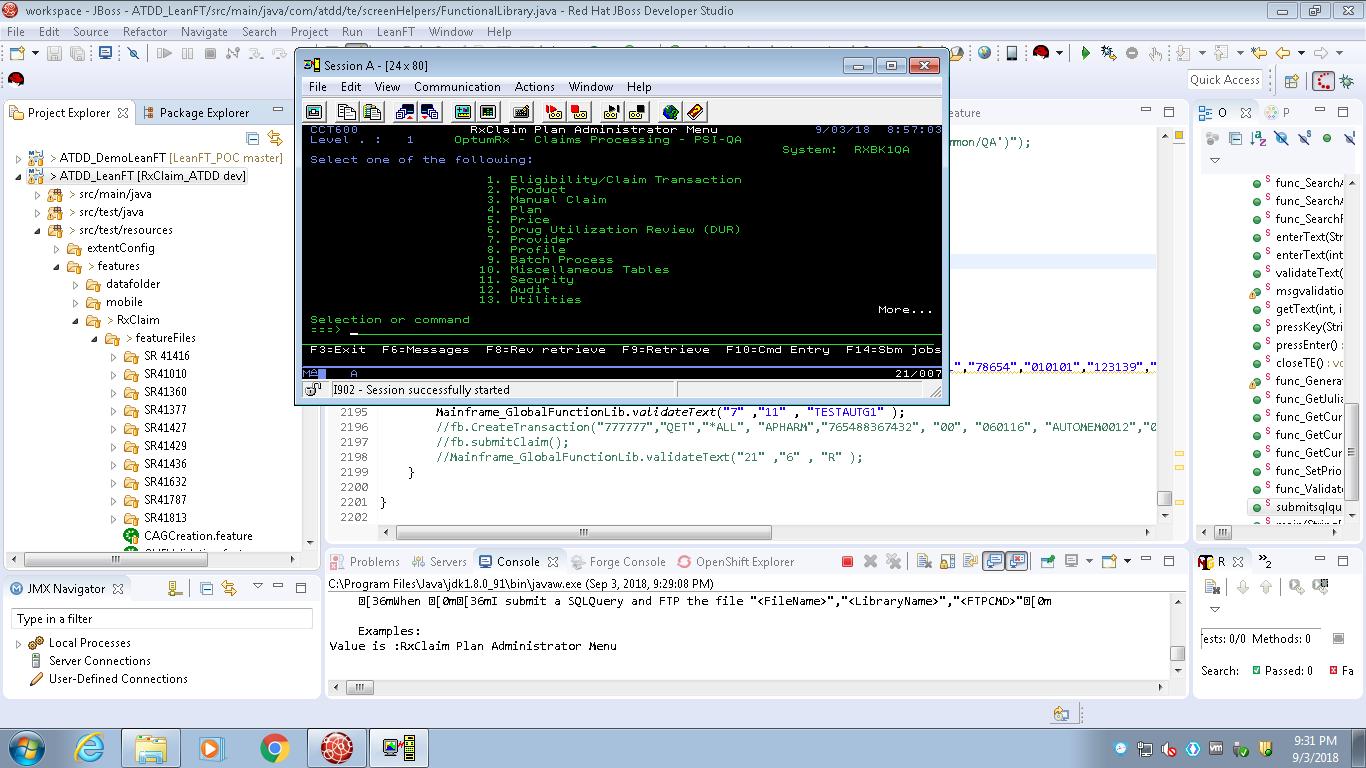 workspace - JBoss - ATDD_LeanFT/src/main/java/com/atdd/te/screenHelpers/FunctionalLibrary.java - Red Hat JBoss Developer Studio
File Edit Source Refactor Navigate Search Project Run LeanFT Window Help
Quick Access
Project Explorer
Package Explorer
> ATDD_DemoLeanFT [LeanFT_POC master]
> ATDD_LeanFT [RxClaim_ATDD dev]
> src/main/java
> src/test/java
> src/test/resources
extentConfig
> features
datafolder
mobile
> RxClaim
> featureFiles
SR 41416
SR41010
SR41360
SR41377
SR41427
SR41429
SR41436
SR41632
SR41787
SR41813
CAGCreation.feature
Session A - [24 x 80]
File Edit View Communication Actions Window Help
CCT600 RxClaim Plan Administrator Menu 9/03/18 8:57:03
Level . : 1 OptumRx - Claims Processing - PSI-QA
System: RXBK1QA
Select one of the following:
1. Eligibility/Claim Transaction
2. Product
3. Manual Claim
4. Plan
5. Price
6. Drug Utilization Review (DUR)
7. Provider
8. Profile
9. Batch Process
10. Miscellaneous Tables
11. Security
12. Audit
13. Utilities
More...
Selection or command
===>
F3=Exit F6=Messages F8=Rev retrieve F9=Retrieve F10=Cmd Entry F14=Sbm jobs
A 21/007
I902 - Session successfully started
eature
mmon/QA')");
,"78654","010101","123139",
2195 Mainframe_GlobalFunctionLib.validateText("7" ,"11" , "TESTAUTG1" );
2196 //fb.CreateTransaction("777777","QET","*ALL", "APHARM","765488367432", "00", "060116", "AUTOMEM0012","0
2197 //fb.submitClaim();
2198 //Mainframe_GlobalFunctionLib.validateText("21" ,"6" , "R" );
2199 }
2200
2201 }
2202
O
P
func_SearchA
func_SearchA
func_SearchF
enterText(Str
enterText(int
validateText(
msgvalidation
getText(int, i
pressKey(Stri
pressEnter() :
closeTE() : vo
func_Genera
func_GetJulia
func_GetCur
func_GetCur
func_GetCur
func_SetPrio
func_Validat
submitsqlqu
JMX Navigator
Type in a filter
Local Processes
Server Connections
User-Defined Connections
Problems Servers Console Forge Console OpenShift Explorer
C:\Program Files\Java\jdk1.8.0_91\bin\javaw.exe (Sep 3, 2018, 9:29:08 PM)
[36mWhen [0m[36mI submit a SQLQuery and FTP the file "<FileName>","<LibraryName>","<FTPCMD>"[0m
Examples:
Value is :RxClaim Plan Administrator Menu
R
»2
ests: 0/0 Methods: 0
Search: Passed: 0 Fa
9:31 PM
9/3/2018